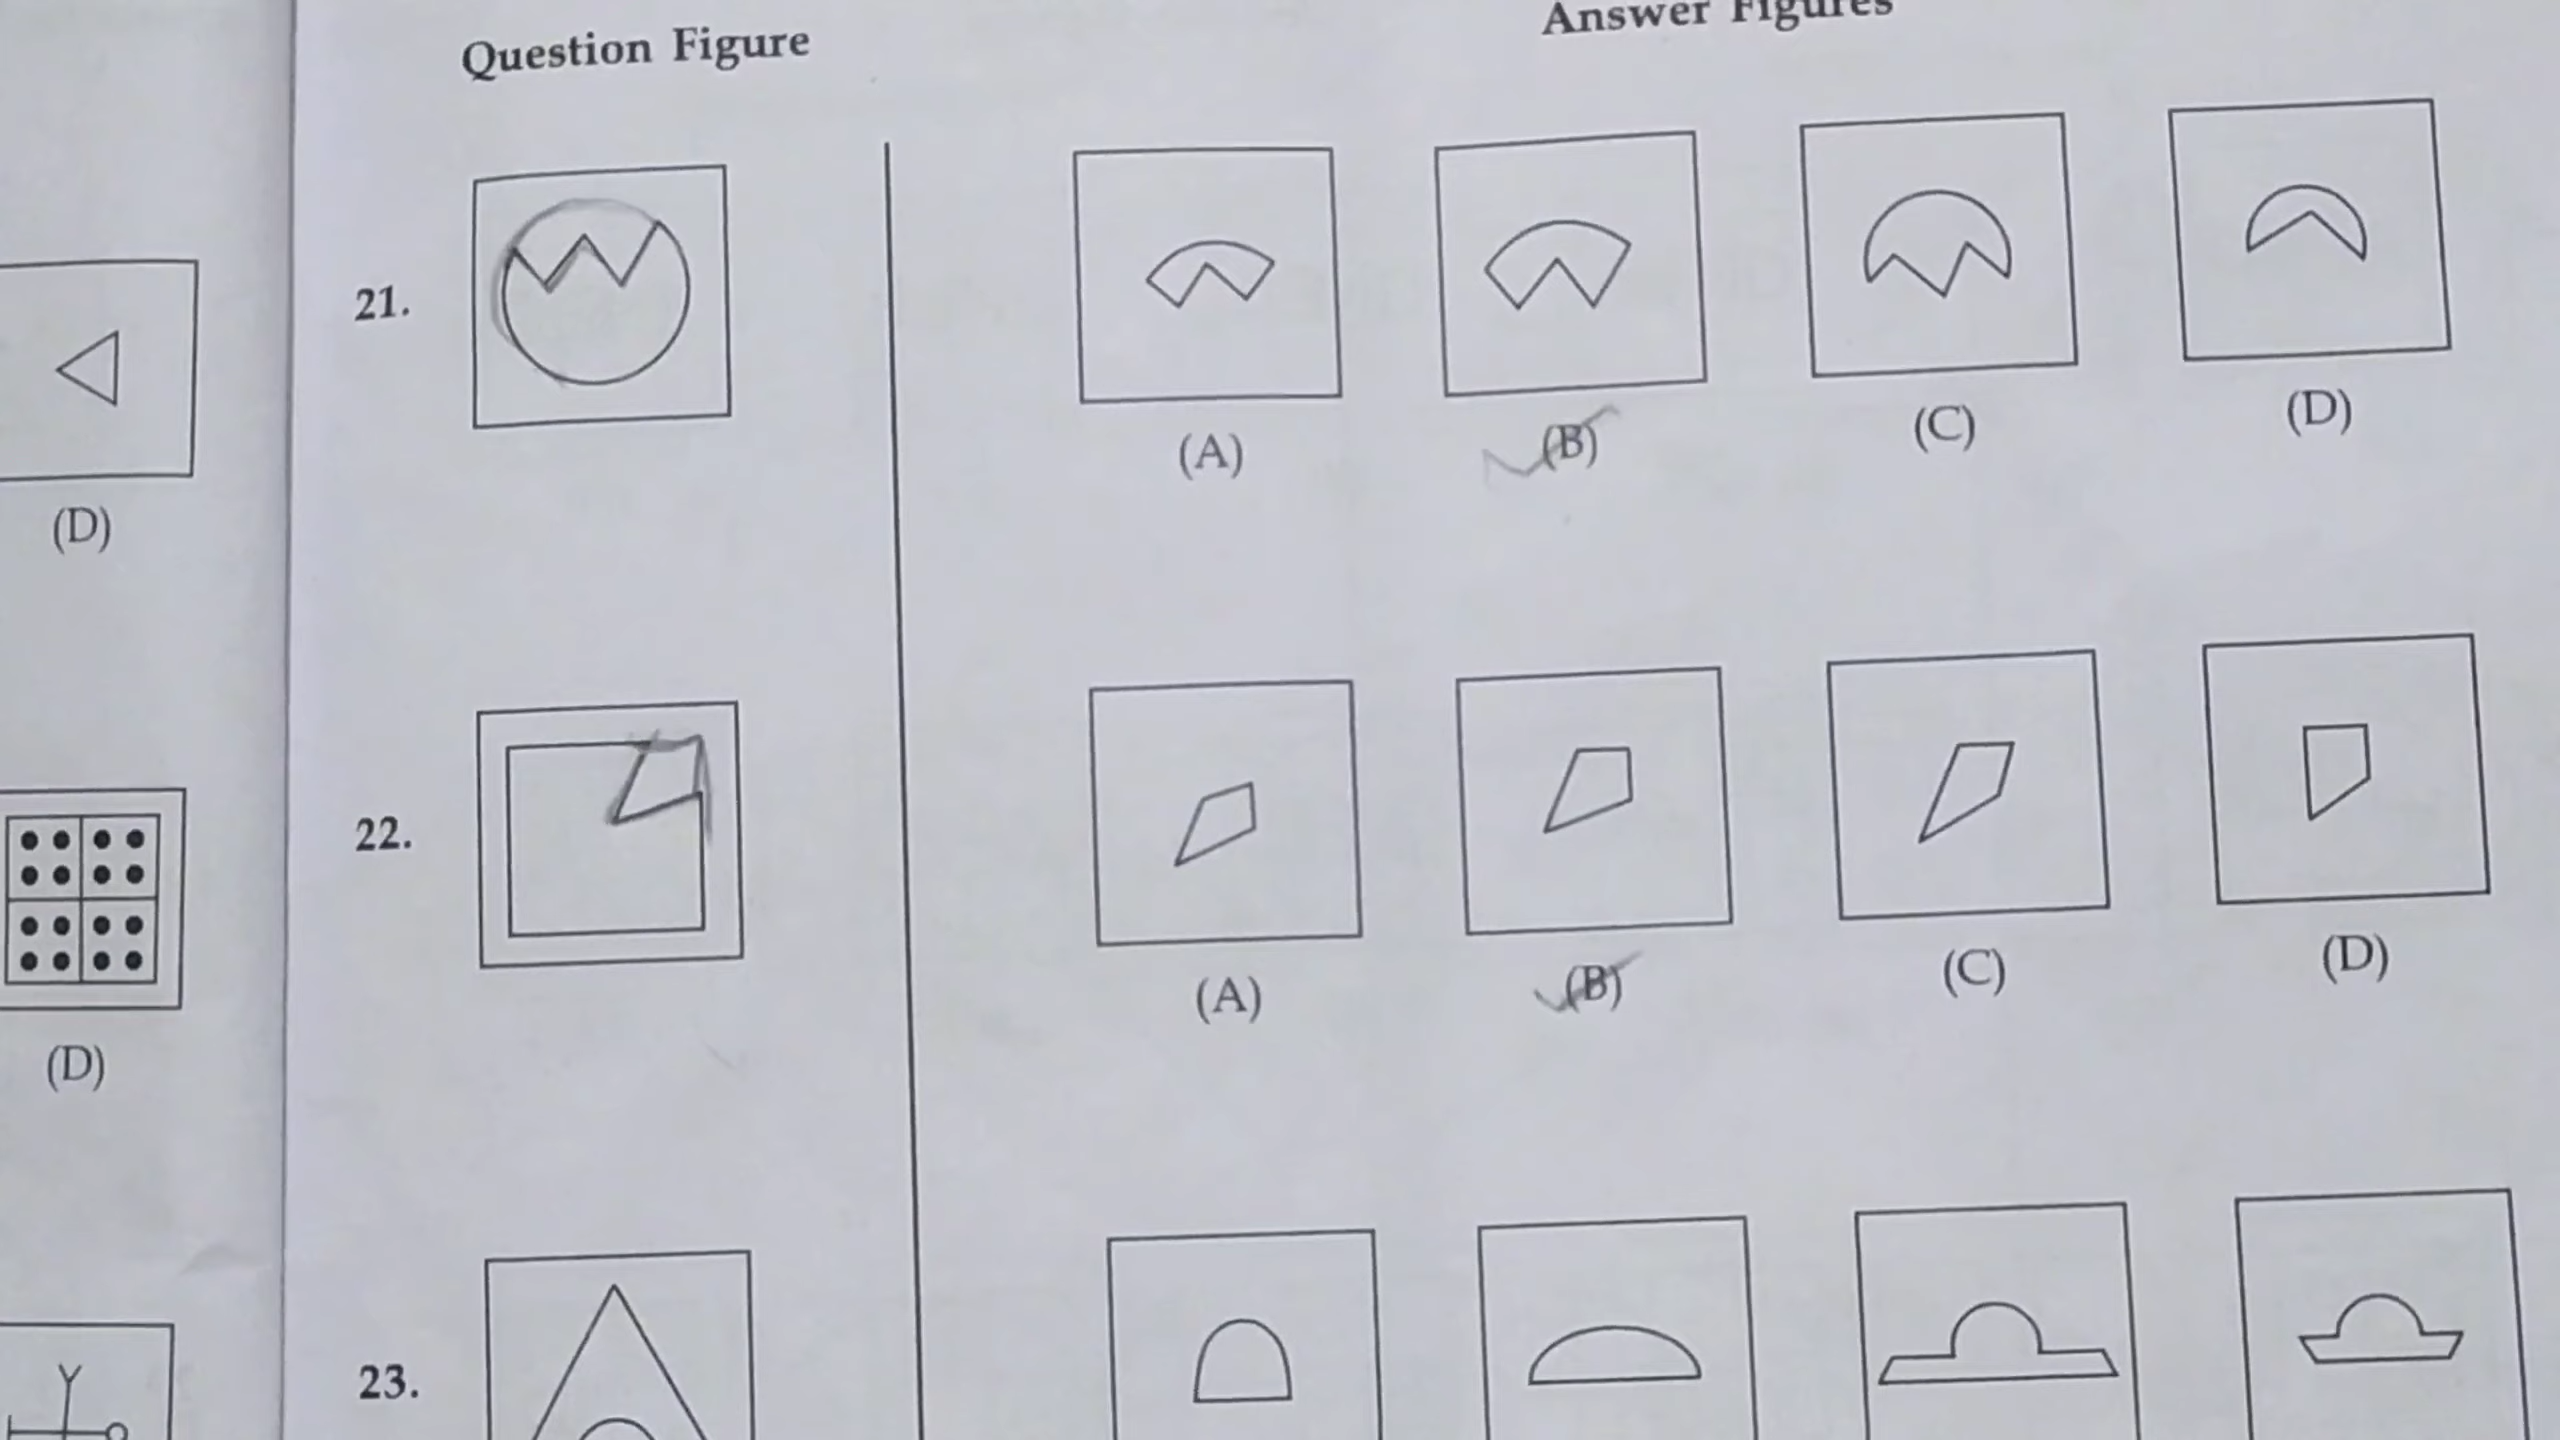 Question Figure
Answer Figures
21.
(A)
(B)
(C)
(D)
(D)
22.
(A)
(B)
(C)
(D)
(D)
23.